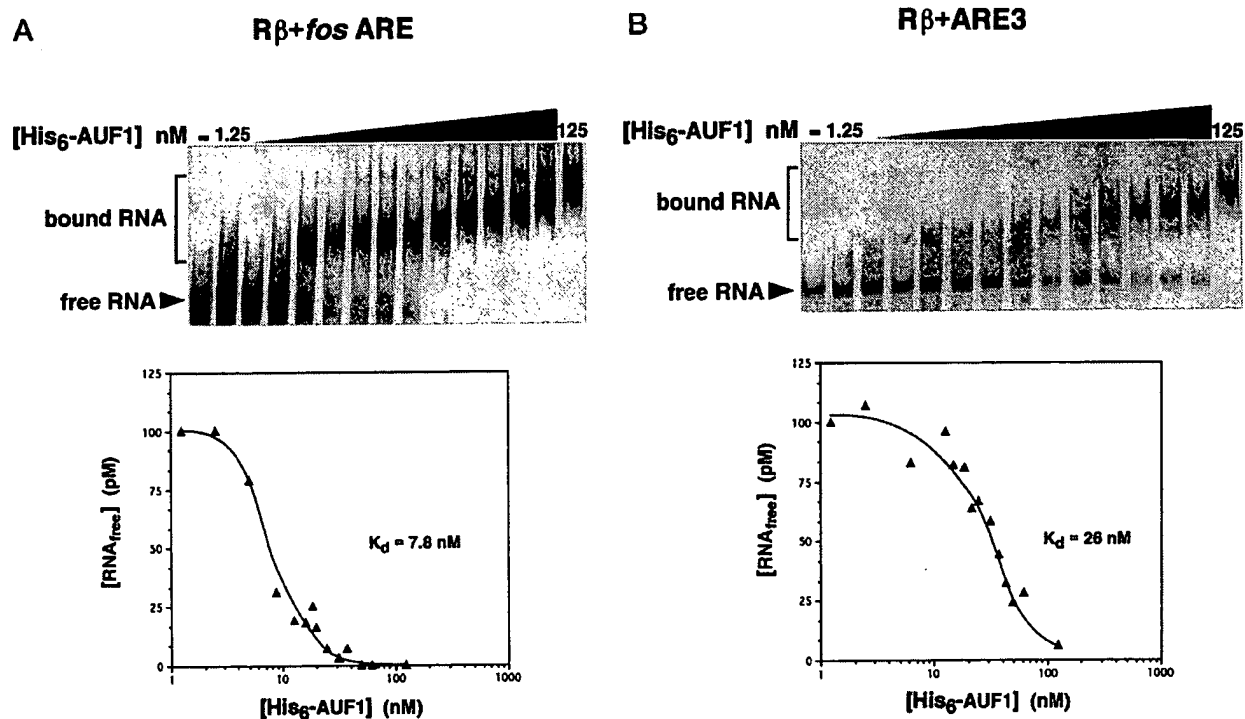 A
Rβ+fos ARE
[His6-AUF1] nM – 1.25
125
bound RNA
free RNA
125
100
75
50
25
0
[RNAfree] (pM)
Kd = 7.8 nM
1
10
100
1000
[His6-AUF1] (nM)
B
Rβ+ARE3
[His6-AUF1] nM – 1.25
125
bound RNA
free RNA
125
100
75
50
25
0
[RNAfree] (pM)
Kd = 26 nM
1
10
100
1000
[His6-AUF1] (nM)